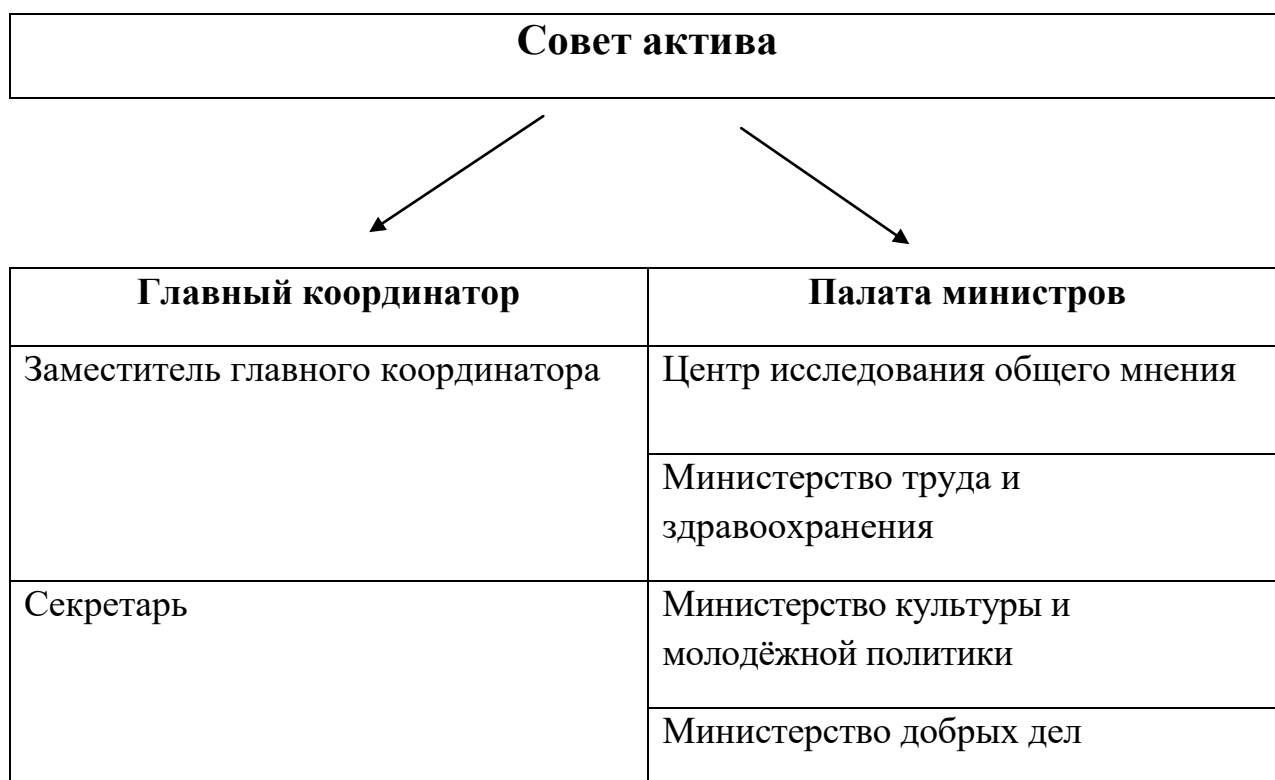 Совет актива
Главный координатор
Палата министров
Заместитель главного координатора
Центр исследования общего мнения
Министерство труда и
здравоохранения
Секретарь
Министерство культуры и
молодёжной политики
Министерство добрых дел